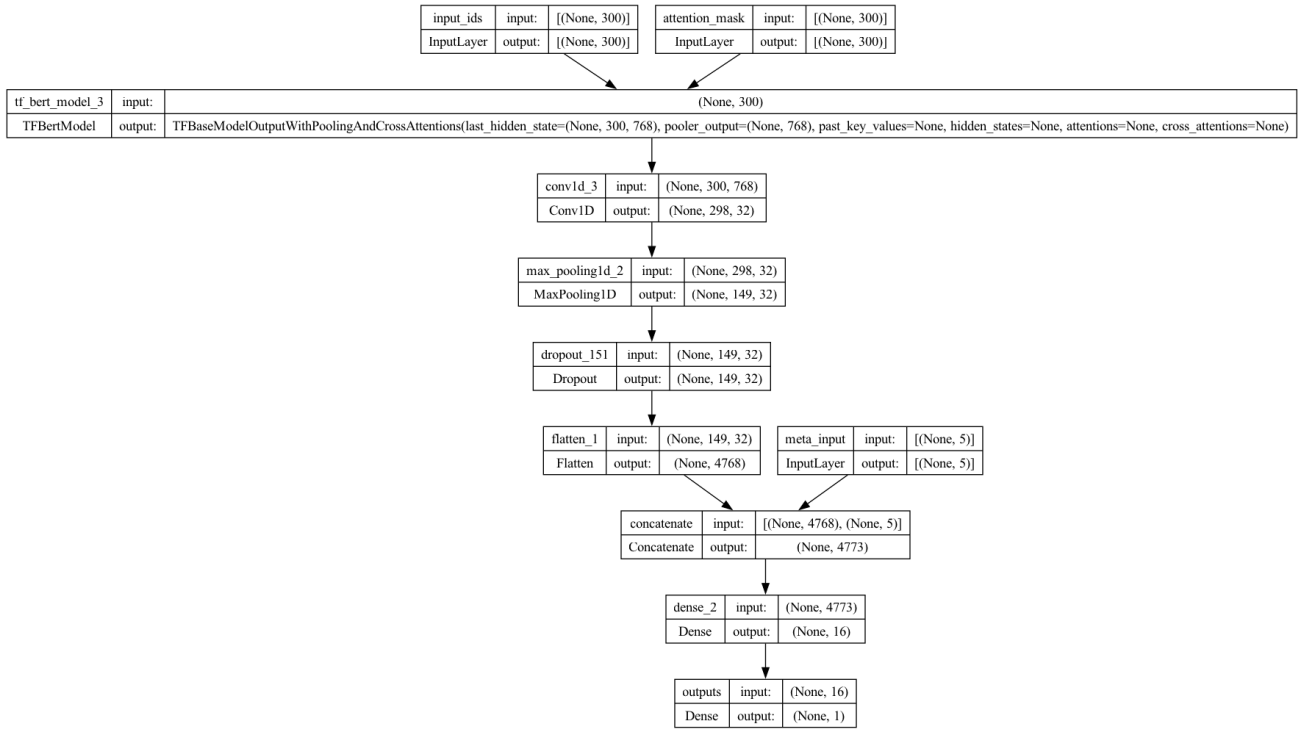 input_ids input: [(None, 300)] attention_mask input: [(None, 300)]
InputLayer output: [(None, 300)] InputLayer output: [(None, 300)]
tf_bert_model_3 input: (None, 300)
TFBertModel output: TFBaseModelOutputWithPoolingAndCrossAttentions(last_hidden_state=(None, 300, 768), pooler_output=(None, 768), past_key_values=None, hidden_states=None, attentions=None, cross_attentions=None)
conv1d_3 input: (None, 300, 768)
Conv1D output: (None, 298, 32)
max_pooling1d_2 input: (None, 298, 32)
MaxPooling1D output: (None, 149, 32)
dropout_151 input: (None, 149, 32)
Dropout output: (None, 149, 32)
flatten_1 input: (None, 149, 32) meta_input input: [(None, 5)]
Flatten output: (None, 4768) InputLayer output: [(None, 5)]
concatenate input: [(None, 4768), (None, 5)]
Concatenate output: (None, 4773)
dense_2 input: (None, 4773)
Dense output: (None, 16)
outputs input: (None, 16)
Dense output: (None, 1)